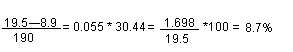 19.5—8.9
190
= 0.055 * 30.44 =
1.698
19.5
*100 = 8.7%